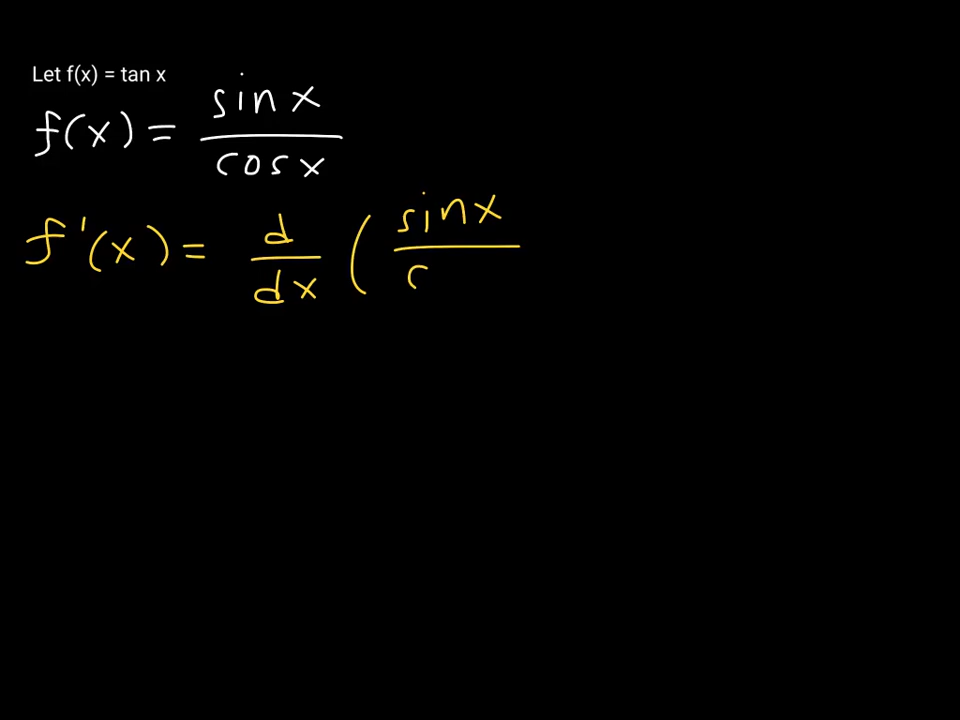 Let f(x) = tan x
f(x) = sin x / cos x
f'(x) = d/dx ( sin x / c